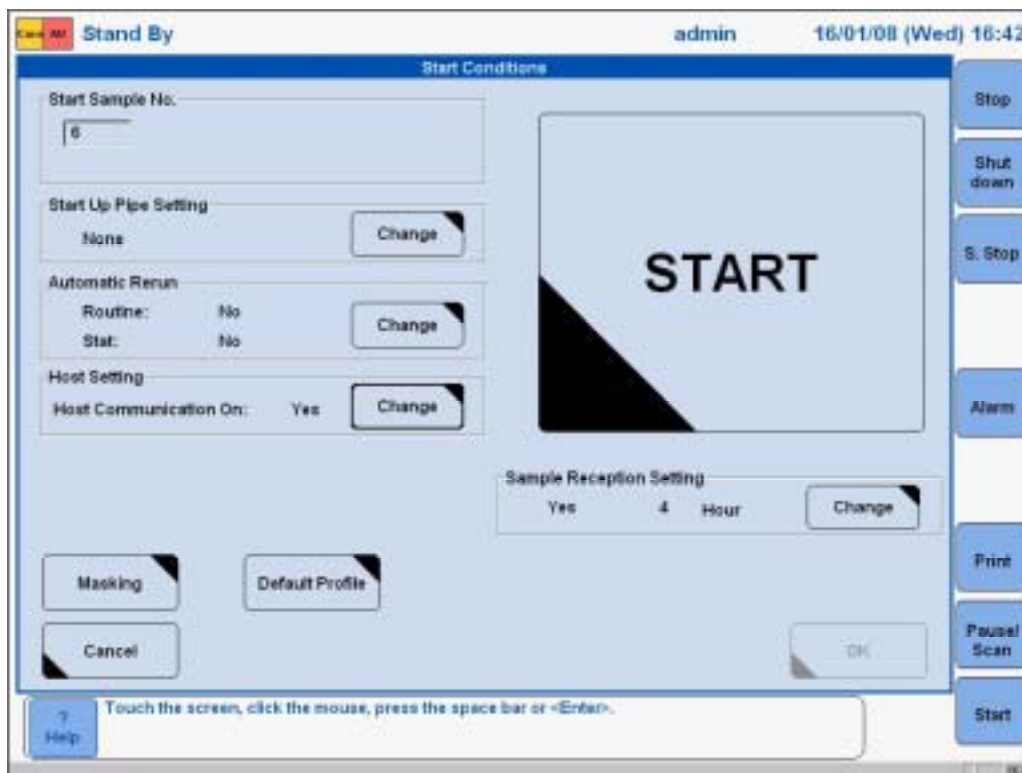 Stand By admin 16/01/08 (Wed) 16:42
Start Conditions
Start Sample No.
6
Start Up Pipe Setting
None Change
Automatic Rerun
Routine: No
Stat: No
Change
Host Setting
Host Communication On: Yes Change
START
Sample Reception Setting
Yes 4 Hour Change
Masking Default Profile
Cancel OK
? Help
Touch the screen, click the mouse, press the space bar or <Enter>.
Stop
Shut down
S. Stop
Alarm
Print
Pause/ Scan
Start